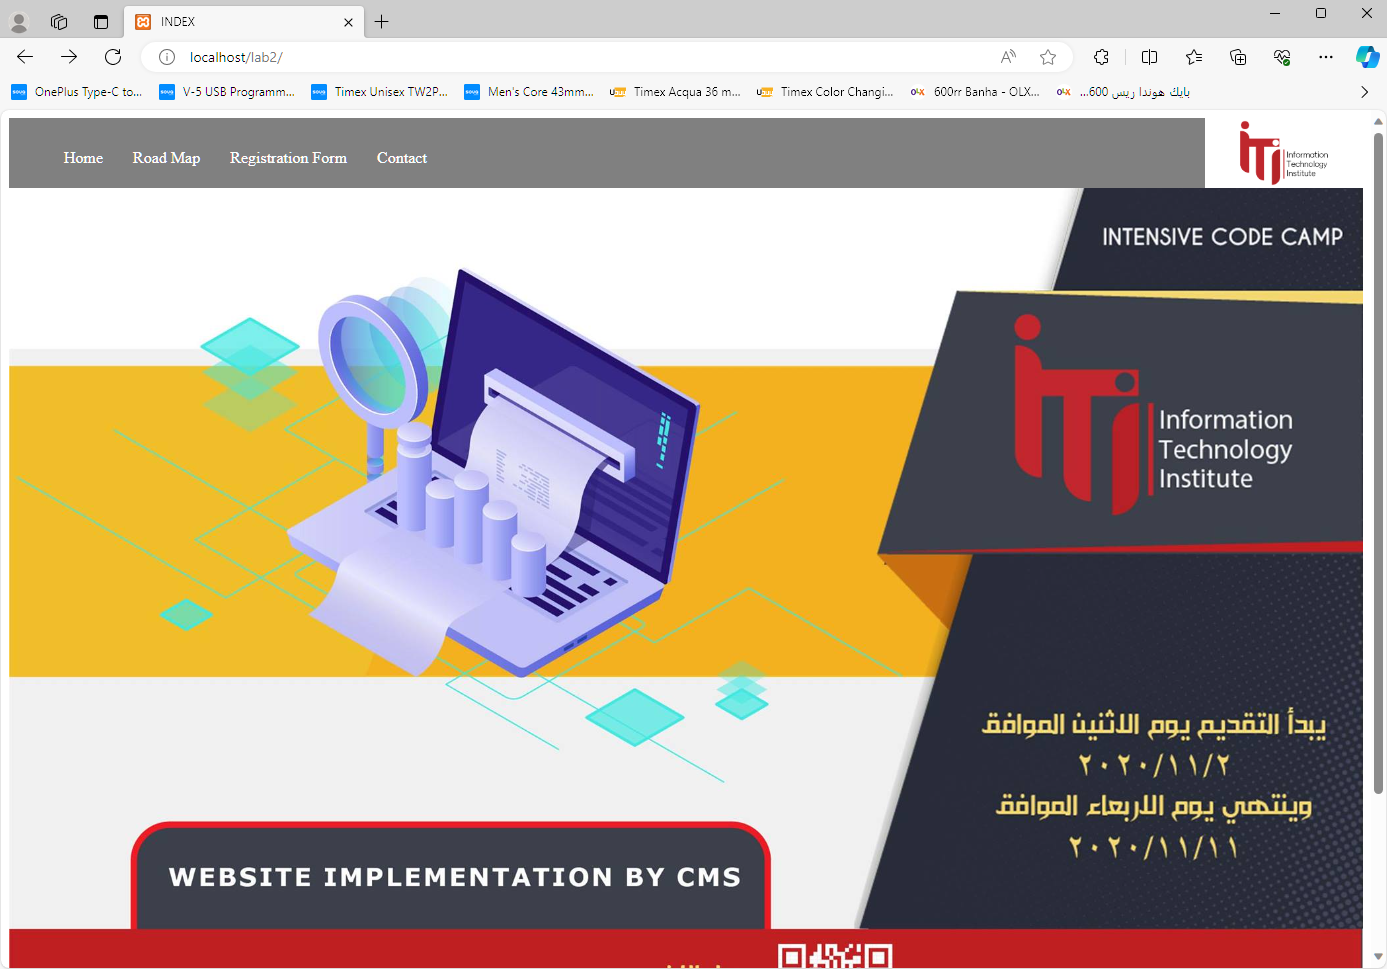 INDEX
localhost/lab2/
OnePlus Type-C to...
V-5 USB Programm...
Timex Unisex TW2P...
Men's Core 43mm...
Timex Acqua 36 m...
Timex Color Changi...
600rr Banha - OLX...
بايك هوندا ريس 600...
Home
Road Map
Registration Form
Contact
Information
Technology
Institute
INTENSIVE CODE CAMP
Information
Technology
Institute
يبدأ التقديم يوم الاثنين الموافق
٢٠٢٠/١١/٢
وينتهي يوم الاربعاء الموافق
٢٠٢٠/١١/١١
WEBSITE IMPLEMENTATION BY CMS